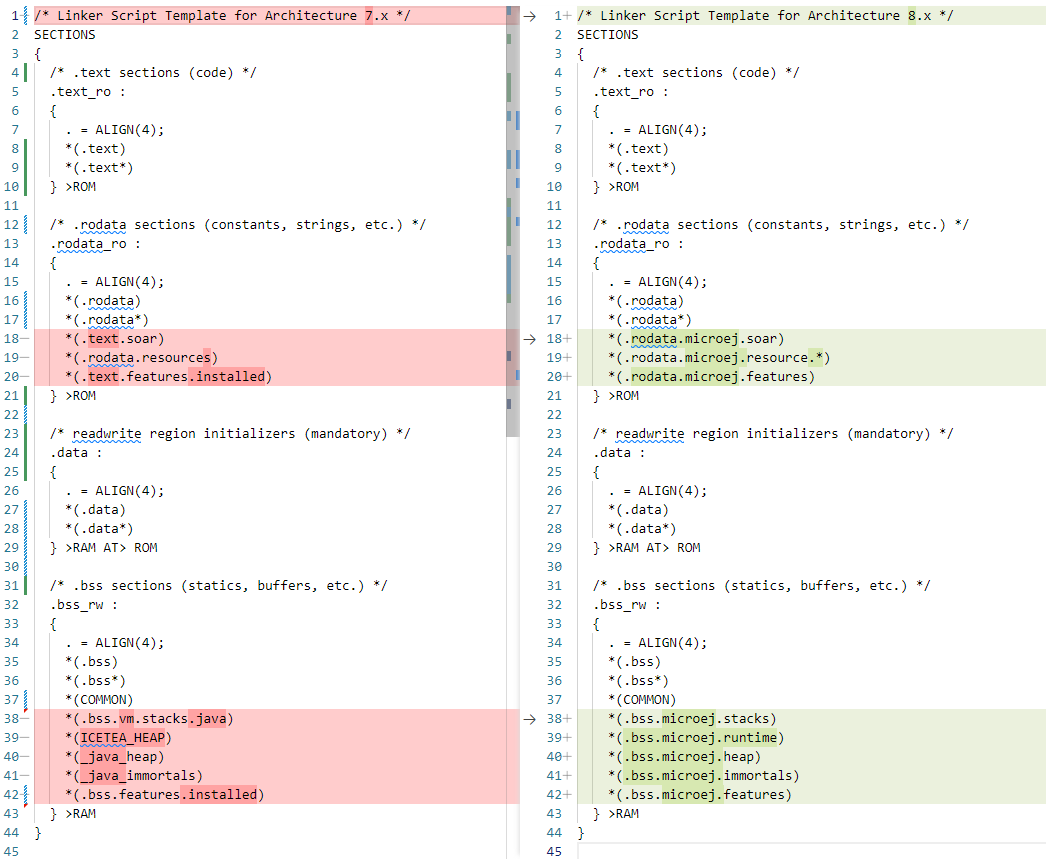 1 /* Linker Script Template for Architecture 7.x */
2 SECTIONS
3 {
4   /* .text sections (code) */
5   .text_ro :
6   {
7     . = ALIGN(4);
8     *(.text)
9     *(.text*)
10   } >ROM
11
12   /* .rodata sections (constants, strings, etc.) */
13   .rodata_ro :
14   {
15     . = ALIGN(4);
16     *(.rodata)
17     *(.rodata*)
18−    *(.text.soar)
19−    *(.rodata.resources)
20−    *(.text.features.installed)
21   } >ROM
22
23   /* readwrite region initializers (mandatory) */
24   .data :
25   {
26     . = ALIGN(4);
27     *(.data)
28     *(.data*)
29   } >RAM AT> ROM
30
31   /* .bss sections (statics, buffers, etc.) */
32   .bss_rw :
33   {
34     . = ALIGN(4);
35     *(.bss)
36     *(.bss*)
37     *(COMMON)
38−    *(.bss.vm.stacks.java)
39−    *(ICETEA_HEAP)
40−    *(_java_heap)
41−    *(_java_immortals)
42−    *(.bss.features.installed)
43   } >RAM
44 }
45
→
→
→
1+ /* Linker Script Template for Architecture 8.x */
2 SECTIONS
3 {
4   /* .text sections (code) */
5   .text_ro :
6   {
7     . = ALIGN(4);
8     *(.text)
9     *(.text*)
10   } >ROM
11
12   /* .rodata sections (constants, strings, etc.) */
13   .rodata_ro :
14   {
15     . = ALIGN(4);
16     *(.rodata)
17     *(.rodata*)
18+    *(.rodata.microej.soar)
19+    *(.rodata.microej.resource.*)
20+    *(.rodata.microej.features)
21   } >ROM
22
23   /* readwrite region initializers (mandatory) */
24   .data :
25   {
26     . = ALIGN(4);
27     *(.data)
28     *(.data*)
29   } >RAM AT> ROM
30
31   /* .bss sections (statics, buffers, etc.) */
32   .bss_rw :
33   {
34     . = ALIGN(4);
35     *(.bss)
36     *(.bss*)
37     *(COMMON)
38+    *(.bss.microej.stacks)
39+    *(.bss.microej.runtime)
40+    *(.bss.microej.heap)
41+    *(.bss.microej.immortals)
42+    *(.bss.microej.features)
43   } >RAM
44 }
45